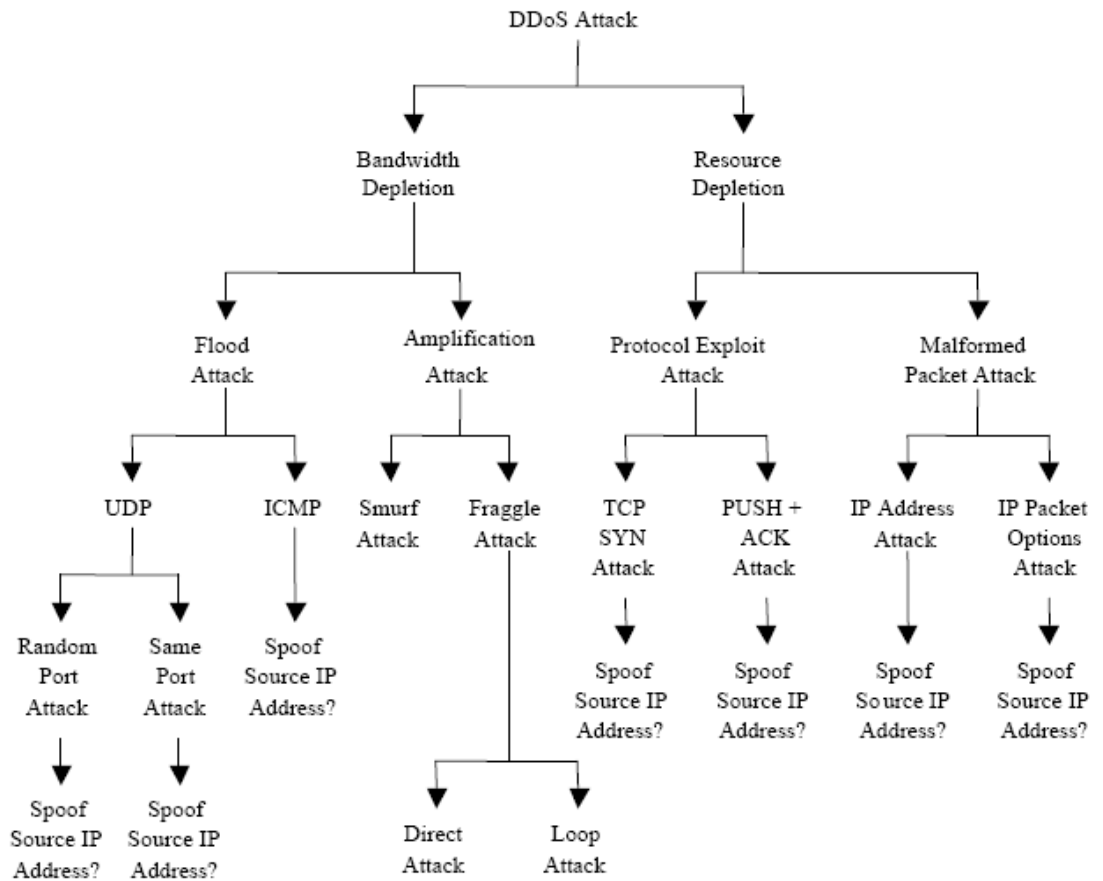 DDoS Attack
Bandwidth
Depletion
Resource
Depletion
Flood
Attack
Amplification
Attack
Protocol Exploit
Attack
Malformed
Packet Attack
UDP
ICMP
Smurf
Attack
Fraggle
Attack
TCP
SYN
Attack
PUSH +
ACK
Attack
IP Address
Attack
IP Packet
Options
Attack
Random
Port
Attack
Same
Port
Attack
Spoof
Source IP
Address?
Spoof
Source IP
Address?
Spoof
Source IP
Address?
Spoof
Source IP
Address?
Spoof
Source IP
Address?
Spoof
Source IP
Address?
Spoof
Source IP
Address?
Direct
Attack
Loop
Attack